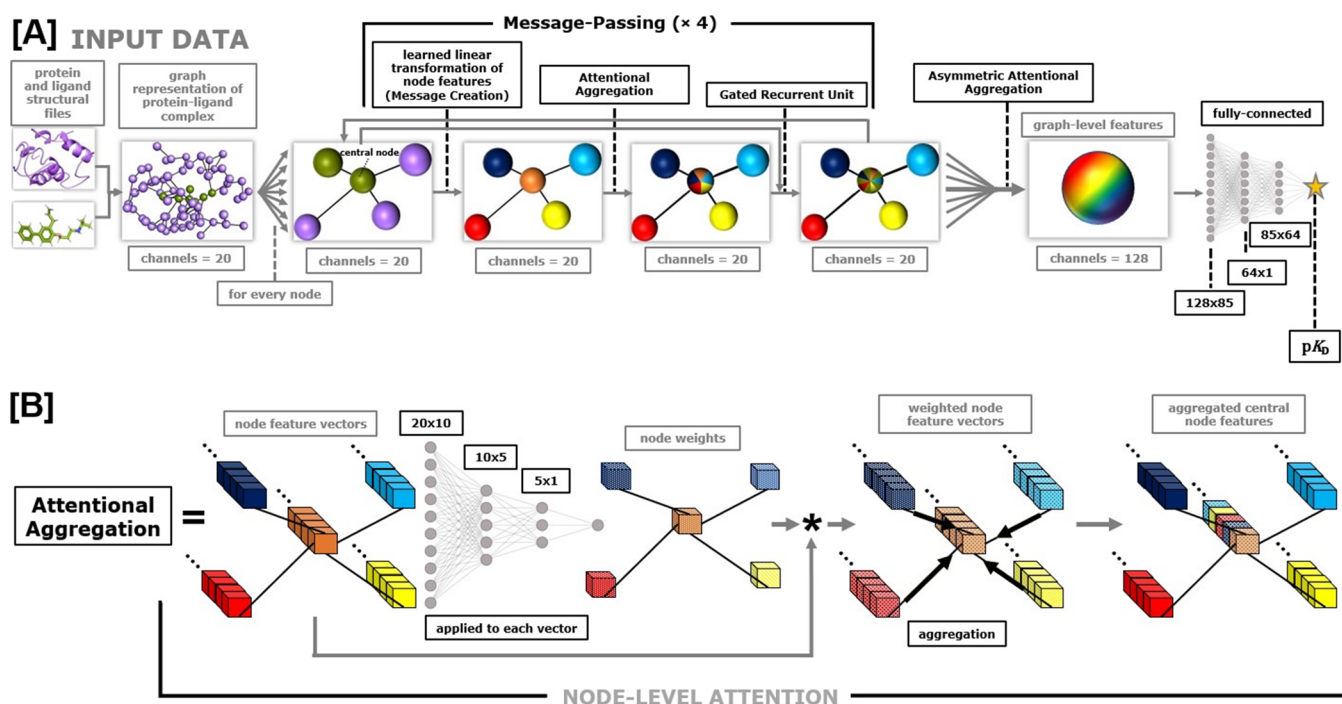 [A] INPUT DATA
protein
and ligand
structural
files
graph
representation of
protein-ligand
complex
channels = 20
for every node
Message-Passing (× 4)
learned linear
transformation of
node features
(Message Creation)
Attentional
Aggregation
Gated Recurrent Unit
central node
channels = 20
channels = 20
channels = 20
channels = 20
Asymmetric Attentional
Aggregation
graph-level features
channels = 128
fully-connected
85x64
64x1
128x85
pKD
[B]
Attentional
Aggregation
=
node feature vectors
20x10
10x5
5x1
applied to each vector
node weights
*
weighted node
feature vectors
aggregation
aggregated central
node features
NODE-LEVEL ATTENTION